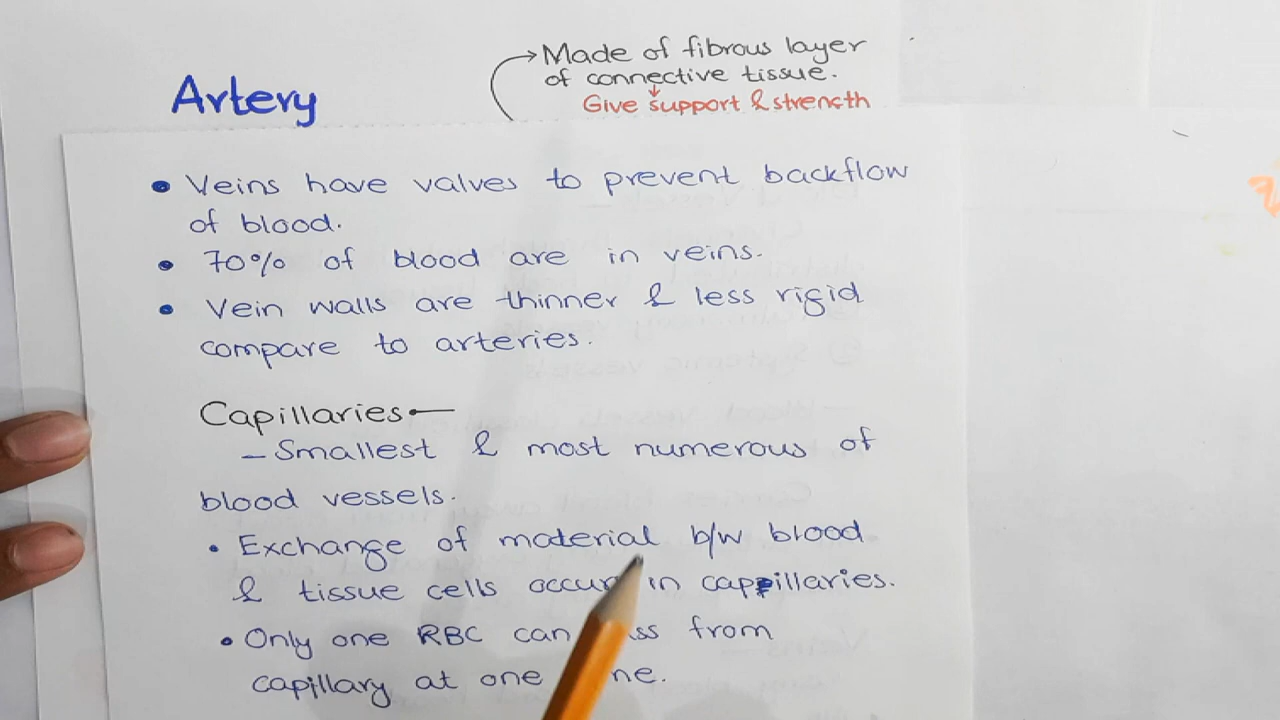 Made of fibrous layer
of connective tissue.
Give support & strength
Artery
• Veins have valves to prevent backflow
of blood.
• 70% of blood are in veins.
• Vein walls are thinner & less rigid
compare to arteries.
Capillaries -
- Smallest & most numerous of
blood vessels.
• Exchange of material b/w blood
& tissue cells occur in cappillaries.
• Only one RBC can from
capillary at one